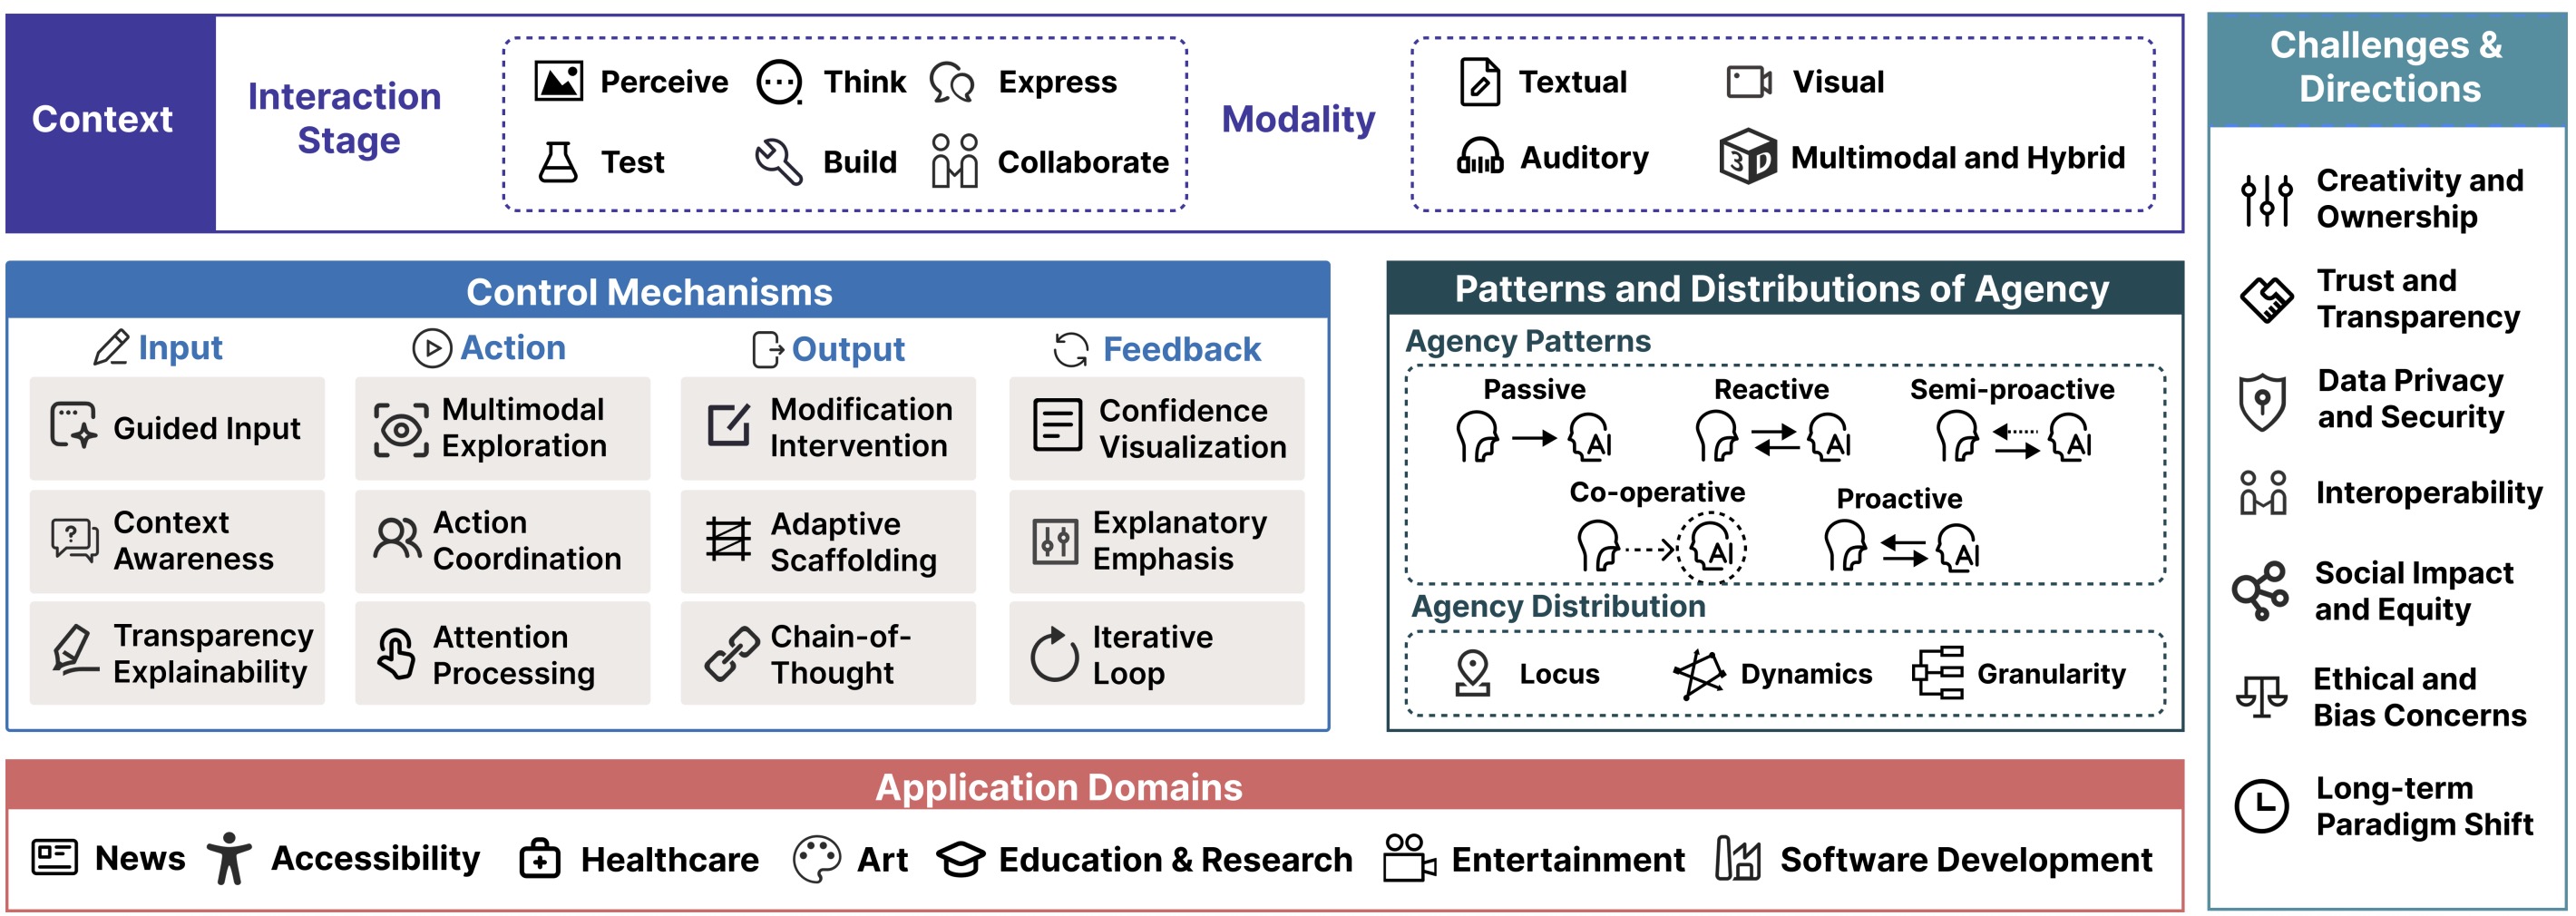 Context
Interaction
Stage
Perceive
Think
Express
Test
Build
Collaborate
Modality
Textual
Visual
Auditory
3D
Multimodal and Hybrid
Control Mechanisms
Input
Guided Input
Context
Awareness
Transparency
Explainability
Action
Multimodal
Exploration
Action
Coordination
Attention
Processing
Output
Modification
Intervention
Adaptive
Scaffolding
Chain-of-
Thought
Feedback
Confidence
Visualization
Explanatory
Emphasis
Iterative
Loop
Patterns and Distributions of Agency
Agency Patterns
Passive
AI
Reactive
AI
Semi-proactive
AI
Co-operative
AI
Proactive
AI
Agency Distribution
Locus
Dynamics
Granularity
Application Domains
News
Accessibility
Healthcare
Art
Education & Research
Entertainment
Software Development
Challenges &
Directions
Creativity and
Ownership
Trust and
Transparency
Data Privacy
and Security
Interoperability
Social Impact
and Equity
Ethical and
Bias Concerns
Long-term
Paradigm Shift